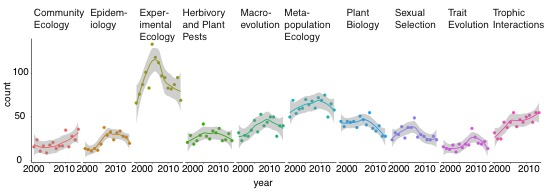 Community Ecology
Epidem-iology
Exper-imental Ecology
Herbivory and Plant Pests
Macro-evolution
Meta-population Ecology
Plant Biology
Sexual Selection
Trait Evolution
Trophic Interactions
count
100
50
0
2000 2010 2000 2010 2000 2010 2000 2010 2000 2010 2000 2010 2000 2010 2000 2010 2000 2010 2000 2010
year